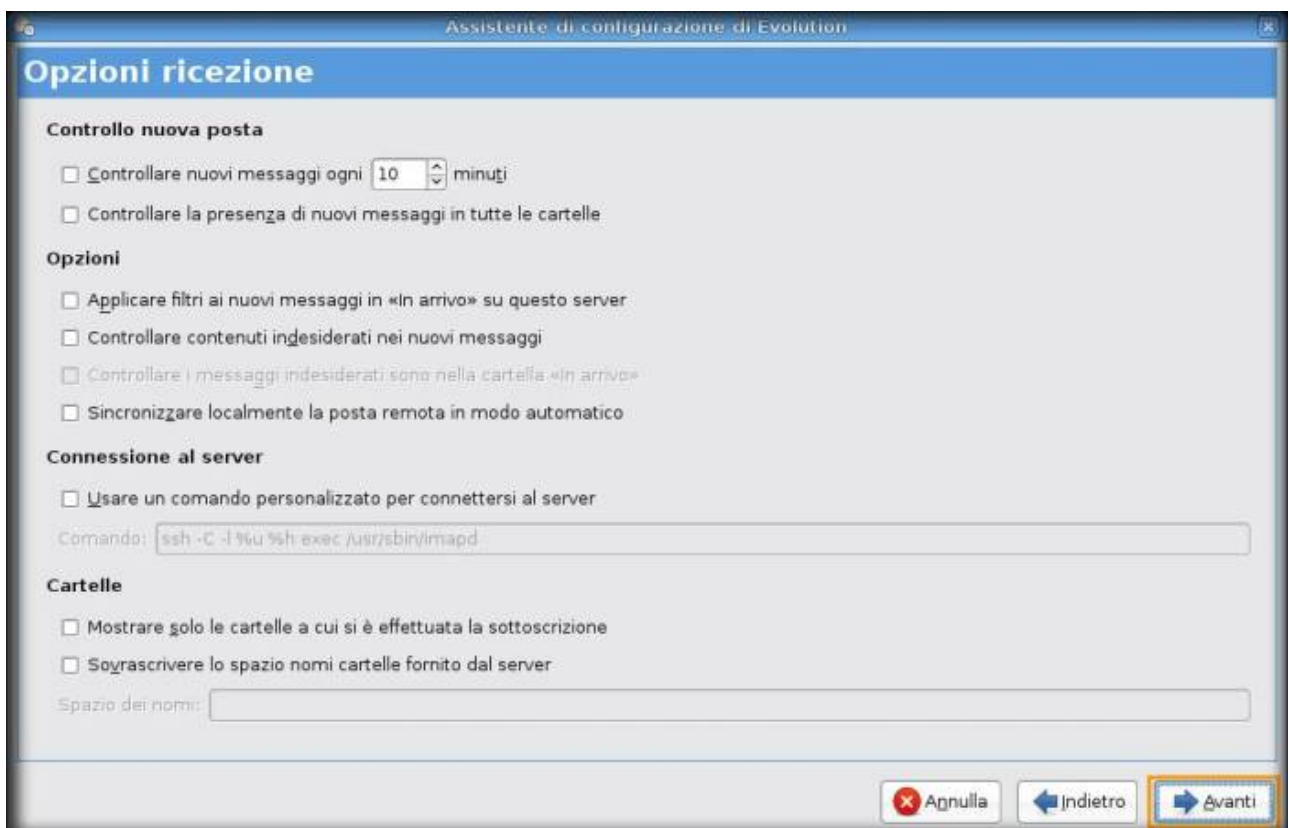 Assistente di configurazione di Evolution
Opzioni ricezione
Controllo nuova posta
Controllare nuovi messaggi ogni 10 minuti
Controllare la presenza di nuovi messaggi in tutte le cartelle
Opzioni
Applicare filtri ai nuovi messaggi in «In arrivo» su questo server
Controllare contenuti indesiderati nei nuovi messaggi
Controllare i messaggi indesiderati sono nella cartella «In arrivo»
Sincronizzare localmente la posta remota in modo automatico
Connessione al server
Usare un comando personalizzato per connettersi al server
Comando: ssh -C -l %u %h exec /usr/sbin/imapd
Cartelle
Mostrare solo le cartelle a cui si è effettuata la sottoscrizione
Sovrascrivere lo spazio nomi cartelle fornito dal server
Spazio dei nomi:
Annulla Indietro Avanti